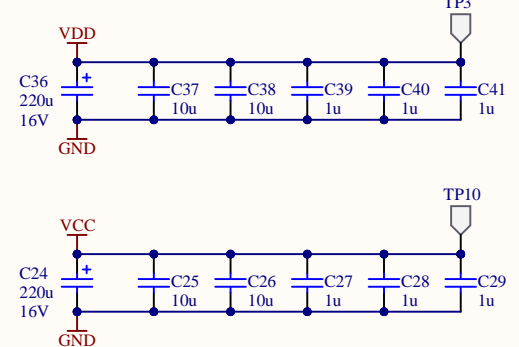 TP3
VDD
C36
220u
16V
+
C37
10u
C38
10u
C39
1u
C40
1u
C41
1u
GND
TP10
VCC
C24
220u
16V
+
C25
10u
C26
10u
C27
1u
C28
1u
C29
1u
GND